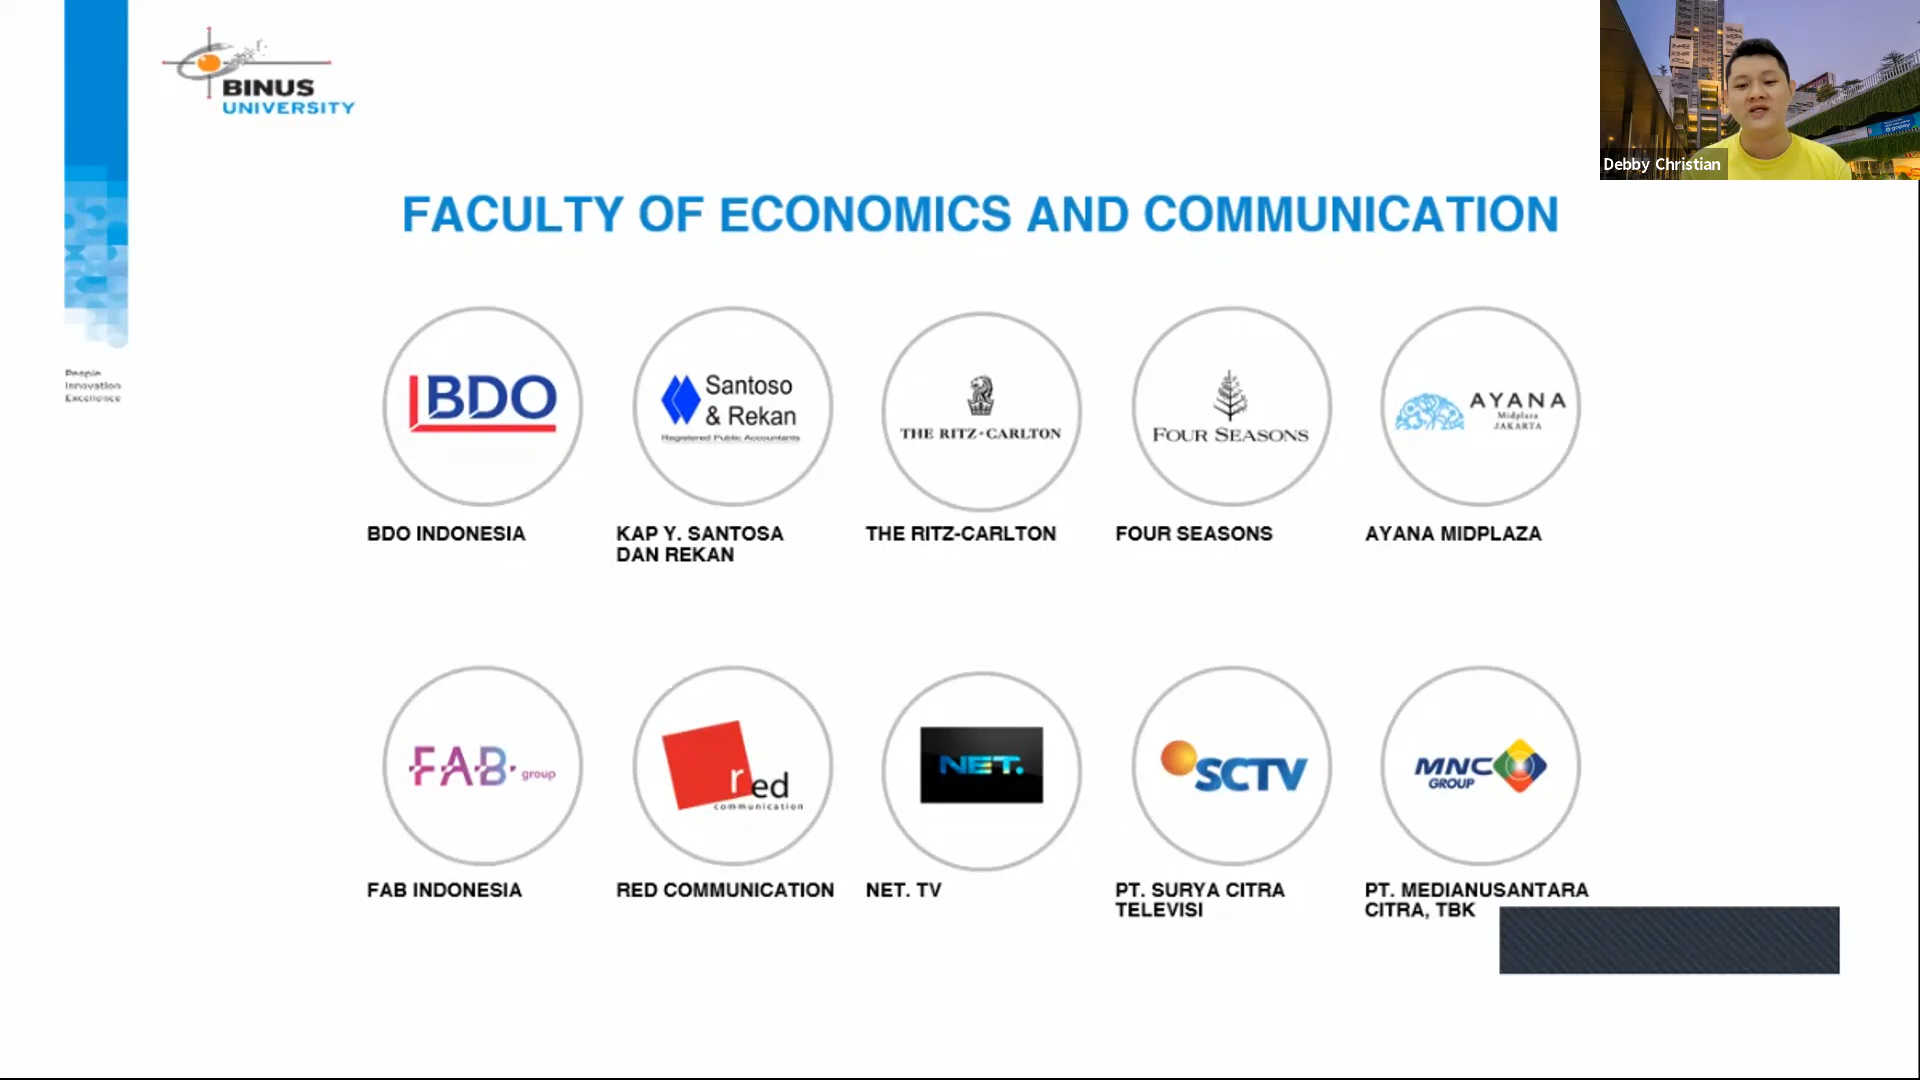 BINUS
UNIVERSITY
Debby Christian
FACULTY OF ECONOMICS AND COMMUNICATION
People
Innovation
Excellence
BDO
Santoso
& Rekan
Registered Public Accountants
THE RITZ-CARLTON
FOUR SEASONS
AYANA
Midplaza
JAKARTA
BDO INDONESIA
KAP Y. SANTOSA
DAN REKAN
THE RITZ-CARLTON
FOUR SEASONS
AYANA MIDPLAZA
FAB group
red
communication
NET.
SCTV
MNC
GROUP
FAB INDONESIA
RED COMMUNICATION
NET. TV
PT. SURYA CITRA
TELEVISI
PT. MEDIANUSANTARA
CITRA, TBK